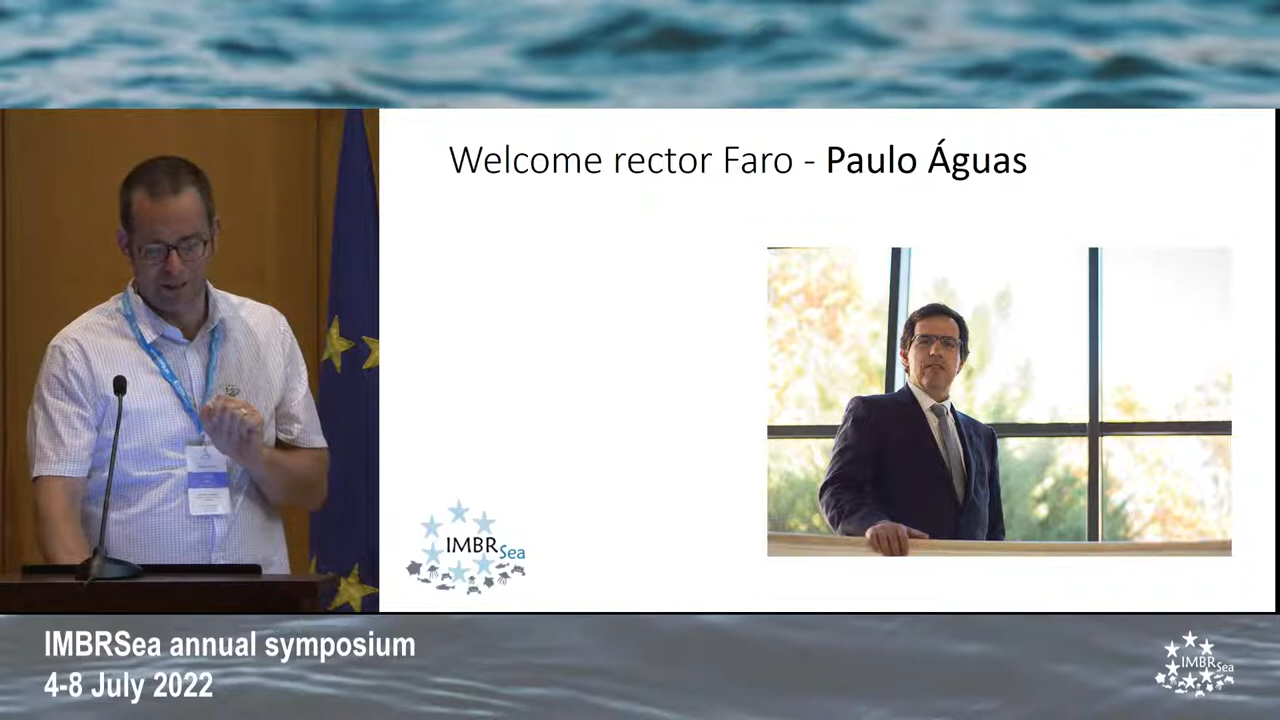 Welcome rector Faro - Paulo Águas
IMBRSea
IMBRSea annual symposium
4-8 July 2022
IMBRSea